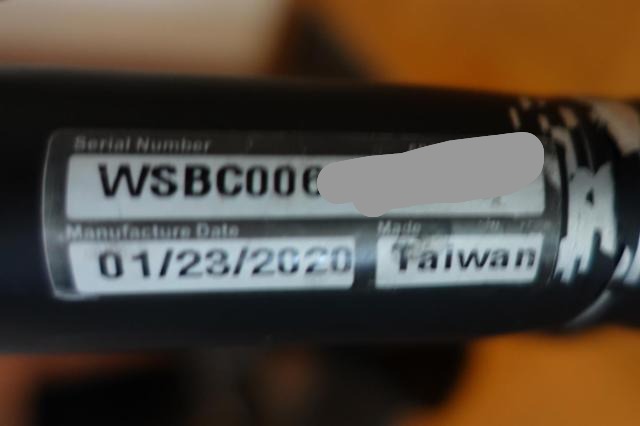 Serial Number
WSBC006
Manufacture Date
Made
01/23/2020
Taiwan